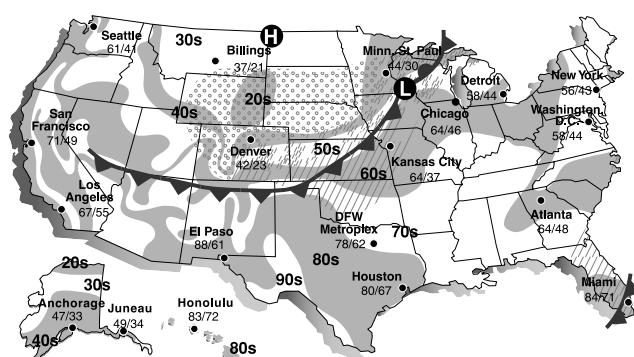 Seattle
61/41
30s
H
Billings
37/21
Minn. St. Paul
44/30
L
Detroit
58/44
New York
56/43
20s
40s
Chicago
64/46
Washington,
D.C.
58/44
San
Francisco
71/49
Denver
42/23
50s
Kansas City
64/37
60s
Los
Angeles
67/55
El Paso
88/61
DFW
Metroplex
78/62
70s
Atlanta
64/48
80s
20s
30s
90s
Houston
80/67
Miami
84/71
Anchorage
47/33
Juneau
49/34
Honolulu
83/72
40s
80s